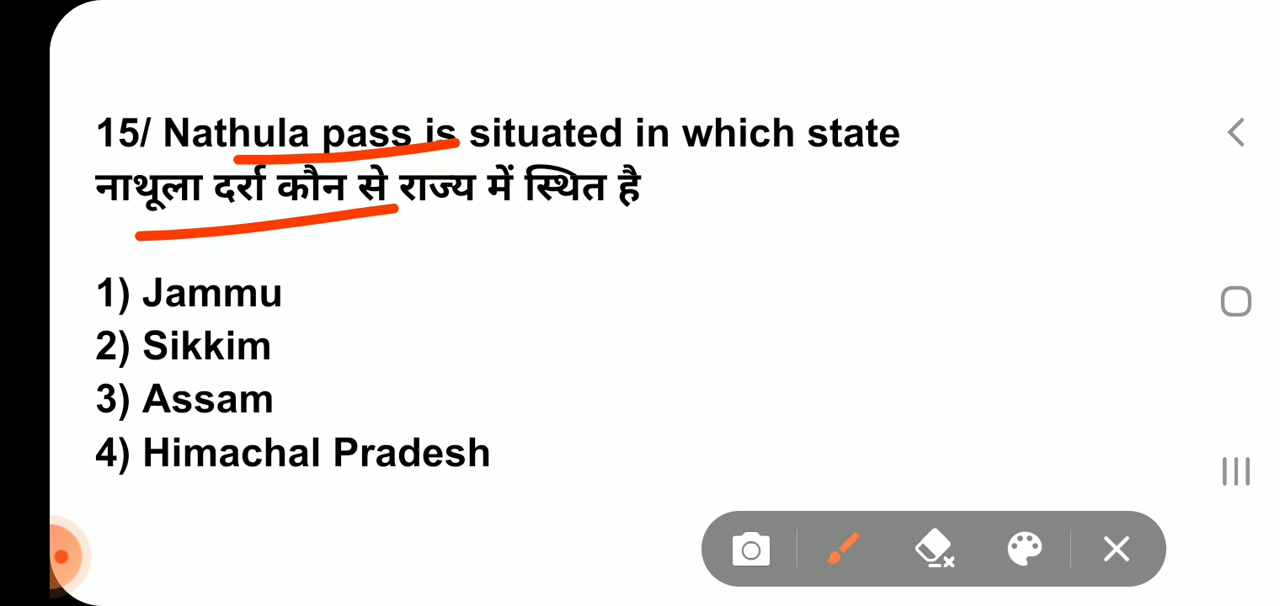 15/ Nathula pass is situated in which state
नाथूला दर्रा कौन से राज्य में स्थित है
1) Jammu
2) Sikkim
3) Assam
4) Himachal Pradesh